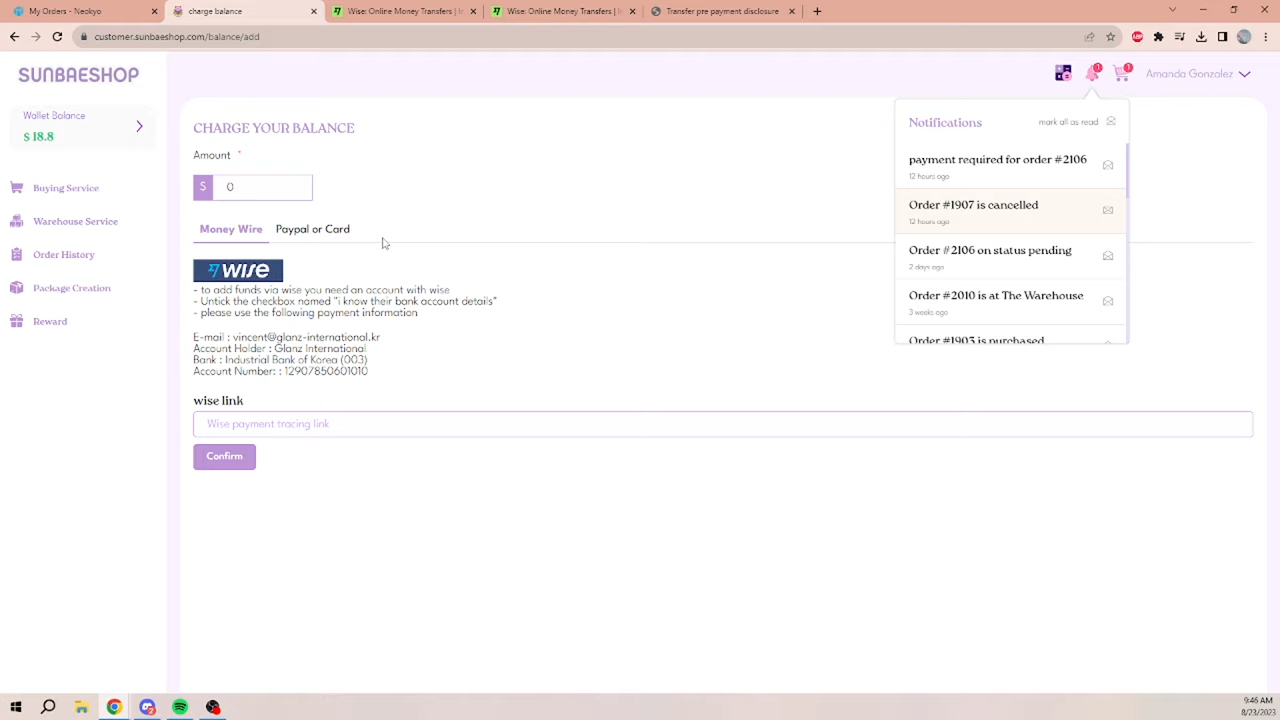 My Orders - Neokyo
charge balance
Wise: Online Money Transfers | I
Wise: Online Money Transfers | I
Transfer pre payment disclosure
customer.sunbaeshop.com/balance/add
SUNBAESHOP
1
1
Amanda Gonzalez
Wallet Balance
$ 18.8
Buying Service
Warehouse Service
Order History
Package Creation
Reward
CHARGE YOUR BALANCE
Amount *
$ 0
Money Wire
Paypal or Card
WISE
- to add funds via wise you need an account with wise
- Untick the checkbox named "i know their bank account details"
- please use the following payment information
E-mail : vincent@glanz-international.kr
Account Holder : Glanz International
Bank : Industrial Bank of Korea (003)
Account Number: : 12907850601010
wise link
Wise payment tracing link
Confirm
Notifications
mark all as read
payment required for order #2106
12 hours ago
Order #1907 is cancelled
12 hours ago
Order #2106 on status pending
2 days ago
Order #2010 is at The Warehouse
3 weeks ago
Order #1903 is purchased
9:46 AM
8/23/2023